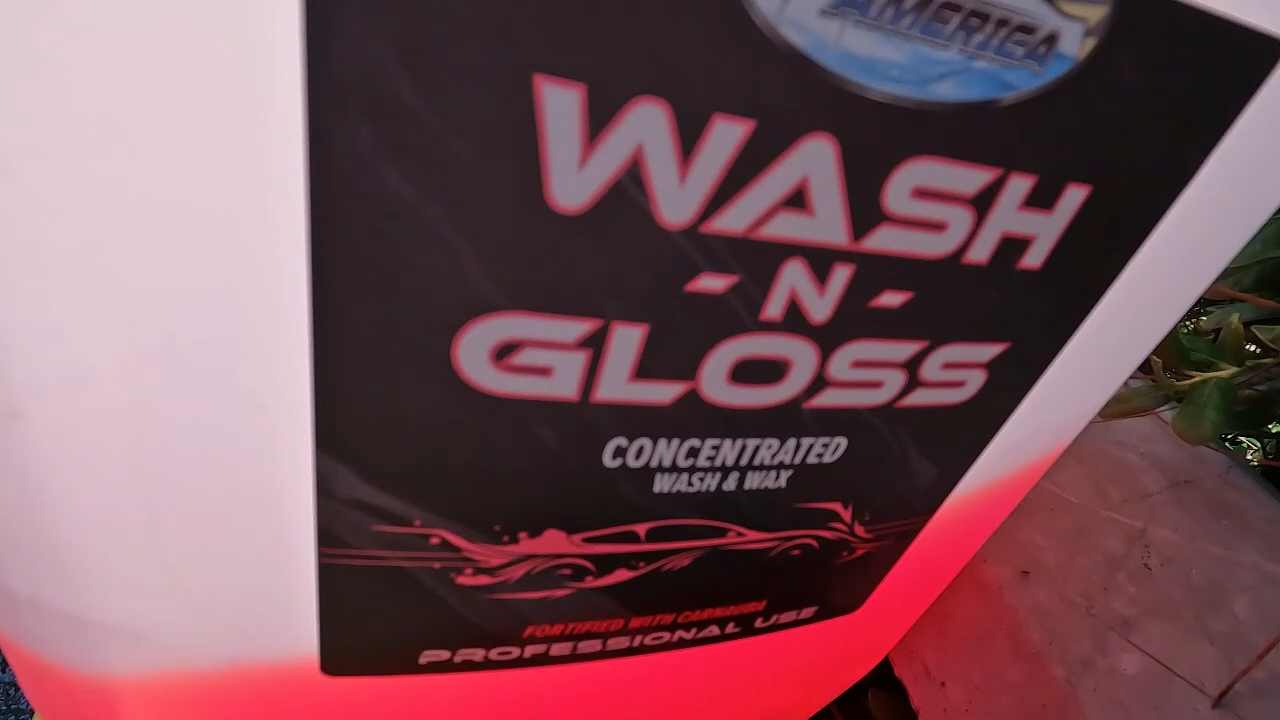 AMERICA
WASH
- N -
GLOSS
CONCENTRATED
WASH & WAX
FORTIFIED WITH CARNAUBA
PROFESSIONAL USE